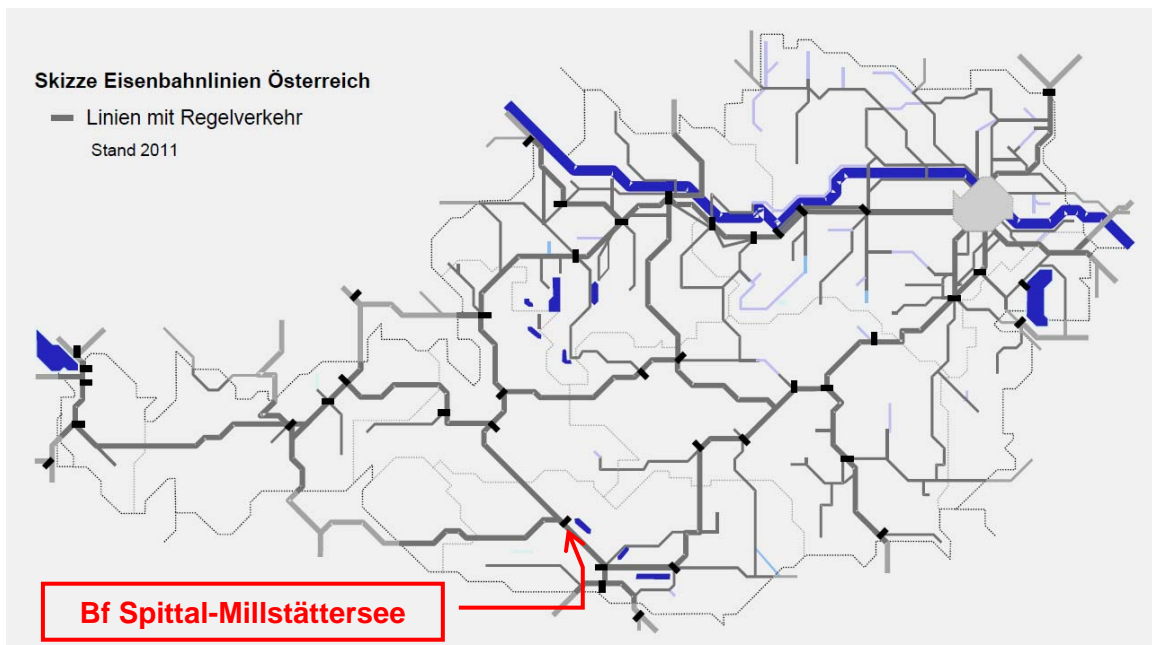 Skizze Eisenbahnlinien Österreich
Linien mit Regelverkehr
Stand 2011
Bf Spittal-Millstättersee